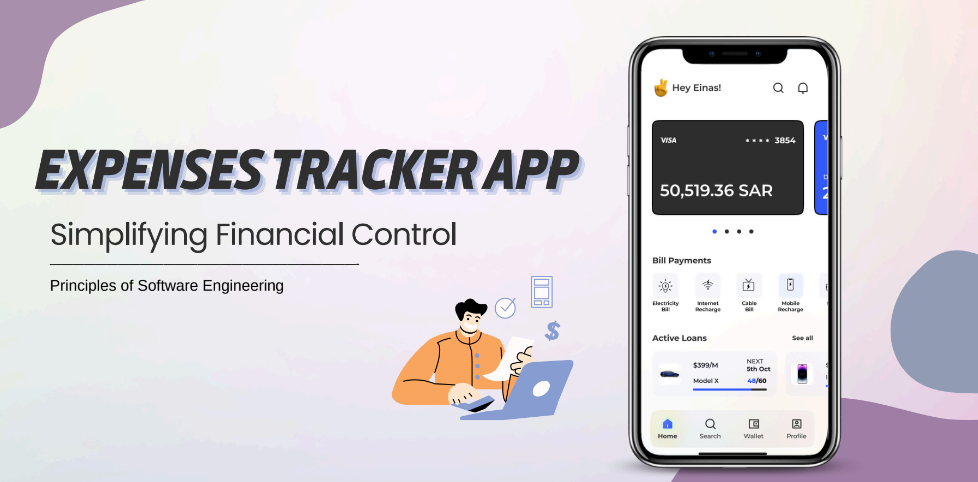 EXPENSES TRACKER APP
Simplifying Financial Control
Principles of Software Engineering
$
Hey Einas!
VISA
**** 3854
50,519.36 SAR
Bill Payments
Electricity Bill
Internet Recharge
Cable Bill
Mobile Recharge
Active Loans
See all
$399/M
NEXT
5th Oct
Model X
48/60
Home
Search
Wallet
Profile